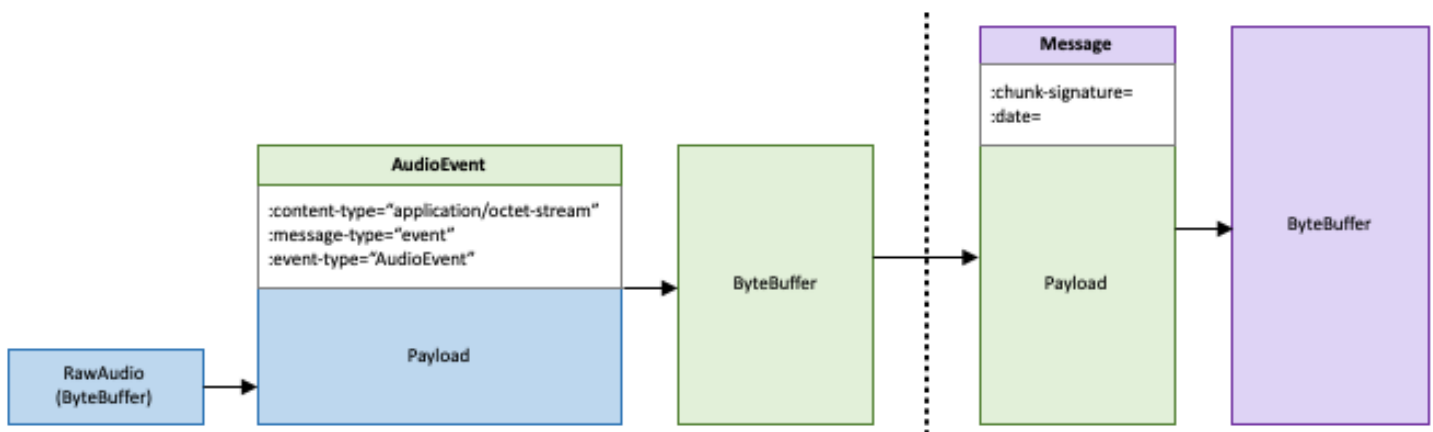 RawAudio
(ByteBuffer)
AudioEvent
:content-type=“application/octet-stream”
:message-type=“event”
:event-type=“AudioEvent”
Payload
ByteBuffer
Message
:chunk-signature=
:date=
Payload
ByteBuffer